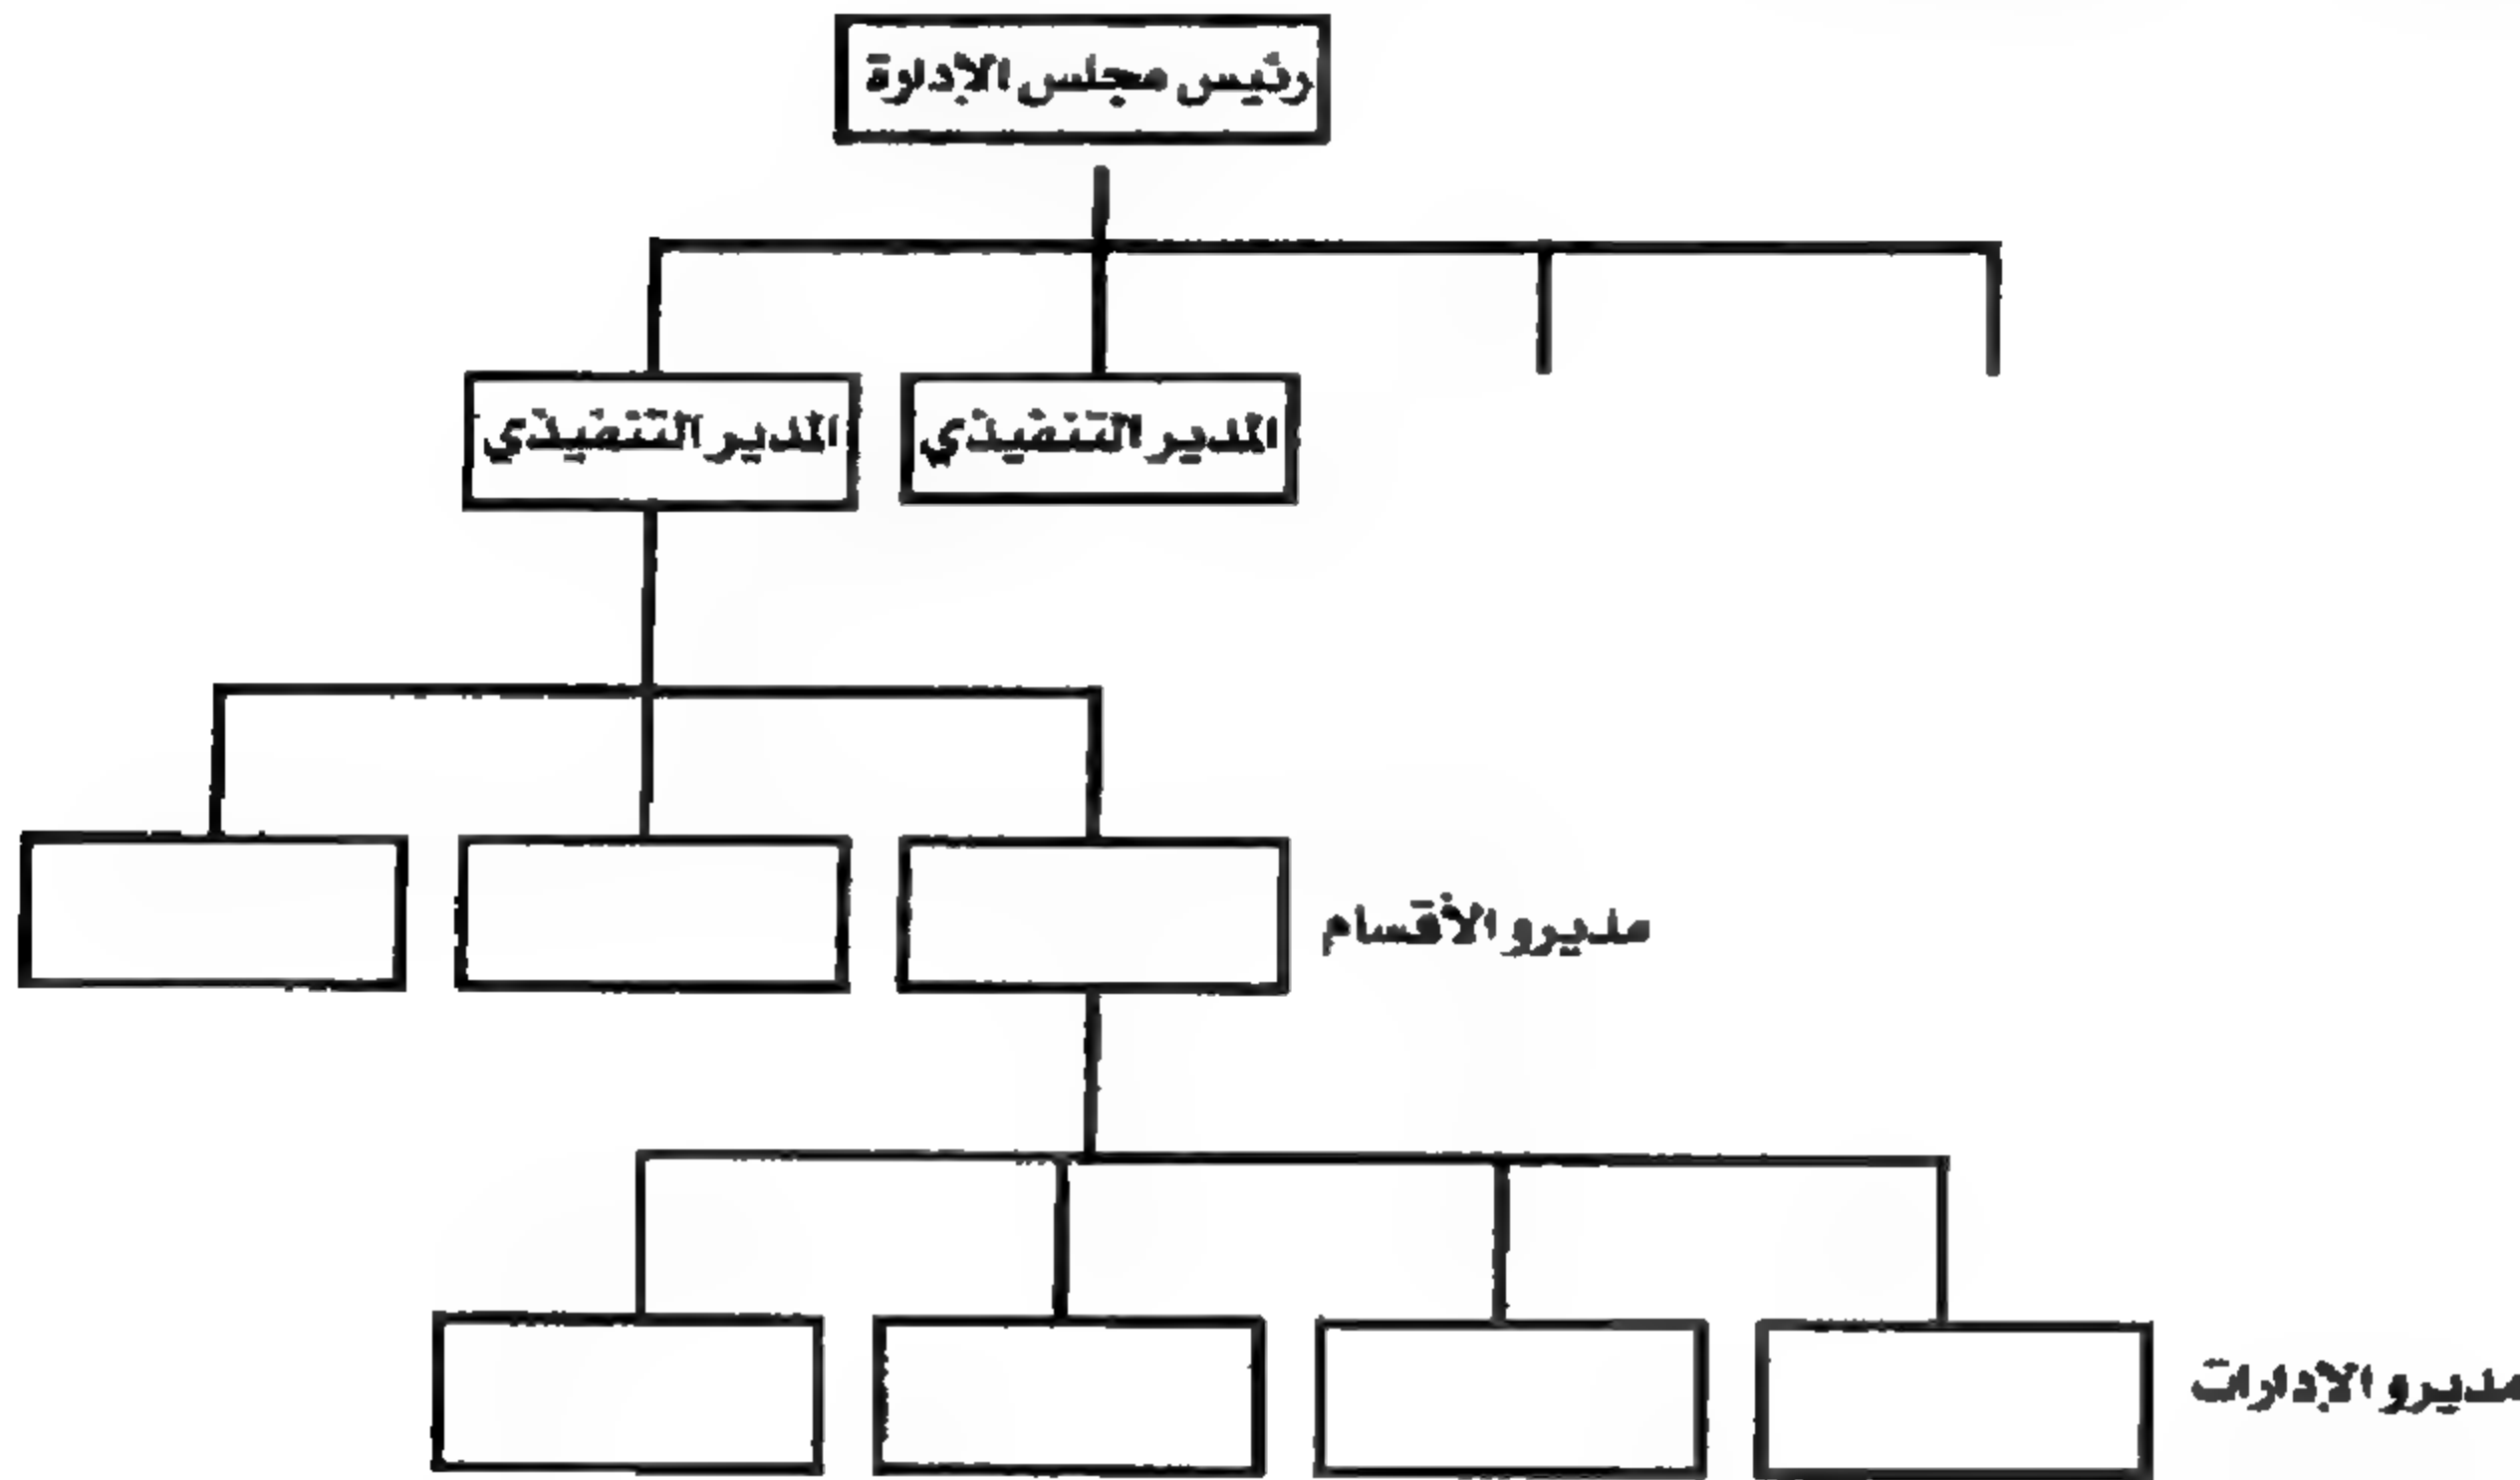 رئيس مجلس الإدارة
المدير التنفيذي
المدير التنفيذي
مديرو الأقسام
مديرو الإدارات